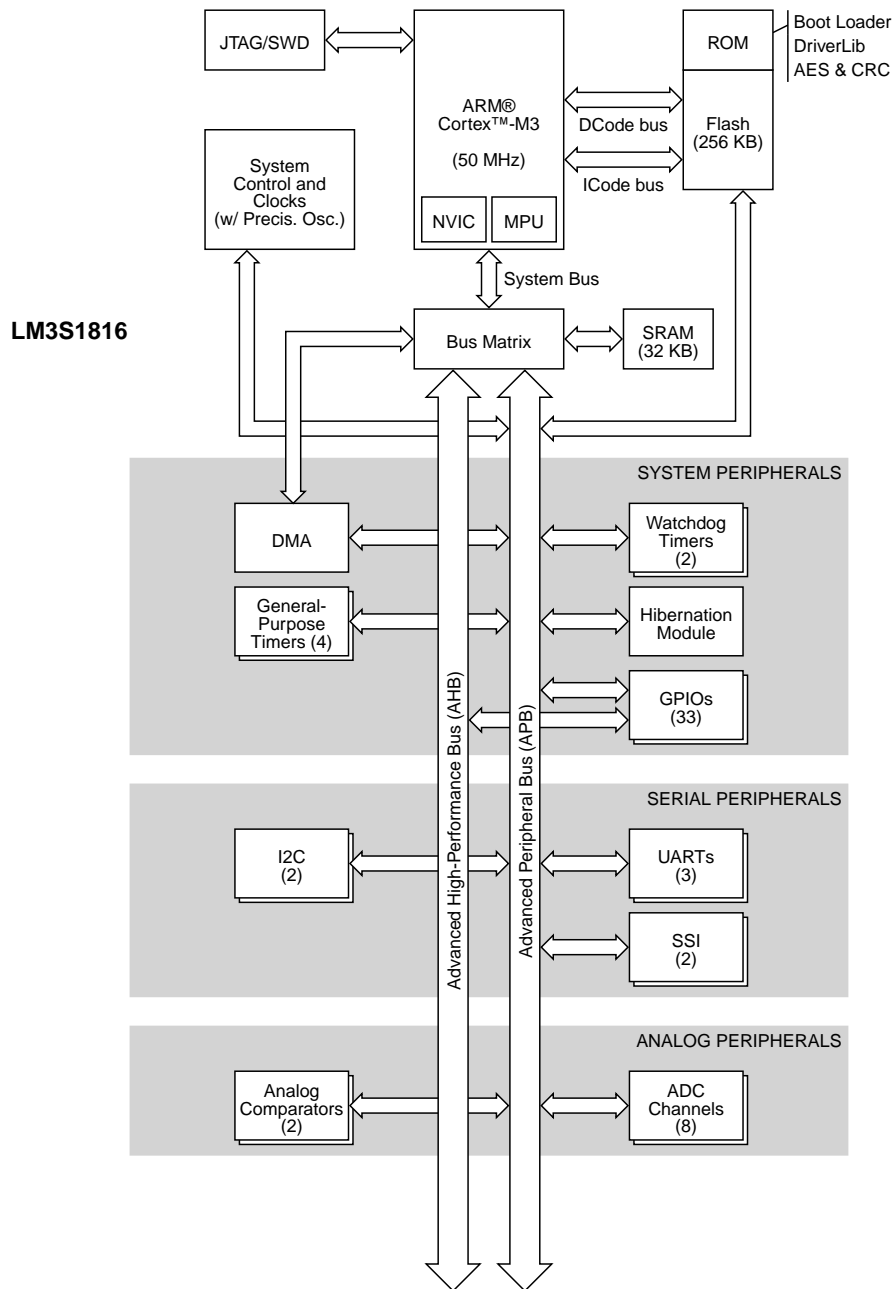 JTAG/SWD
ARM®
Cortex™-M3
(50 MHz)
NVIC
MPU
ROM
Boot Loader
DriverLib
AES & CRC
Flash
(256 KB)
DCode bus
ICode bus
System
Control and
Clocks
(w/ Precis. Osc.)
System Bus
LM3S1816
Bus Matrix
SRAM
(32 KB)
SYSTEM PERIPHERALS
DMA
Watchdog
Timers
(2)
General-
Purpose
Timers (4)
Hibernation
Module
GPIOs
(33)
Advanced High-Performance Bus (AHB)
Advanced Peripheral Bus (APB)
SERIAL PERIPHERALS
I2C
(2)
UARTs
(3)
SSI
(2)
ANALOG PERIPHERALS
Analog
Comparators
(2)
ADC
Channels
(8)